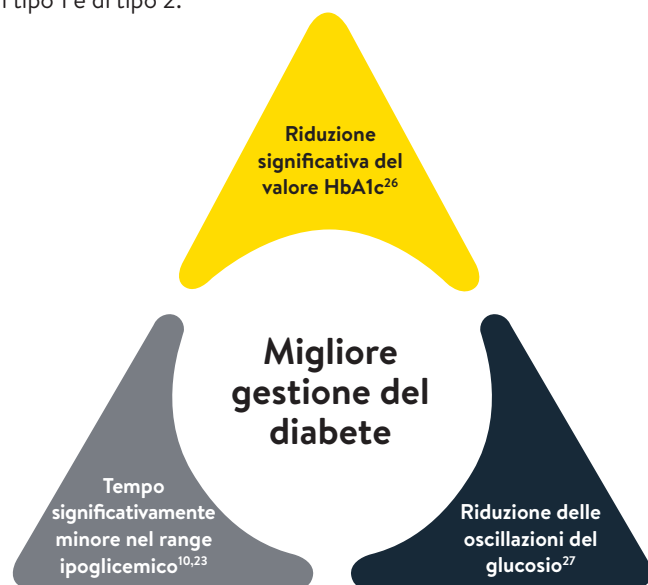 tipo 1 e di tipo 2.
Riduzione
significativa del
valore HbA1c26
Migliore
gestione del
diabete
Tempo
significativamente
minore nel range
ipoglicemico10,23
Riduzione delle
oscillazioni del
glucosio27